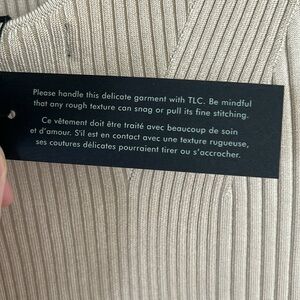 Please handle this delicate garment with TLC. Be mindful
that any rough texture can snag or pull its fine stitching.
Ce vêtement doit être traité avec beaucoup de soin
et d'amour. S'il est en contact avec une texture rugueuse,
ses coutures délicates pourraient tirer ou s'accrocher.